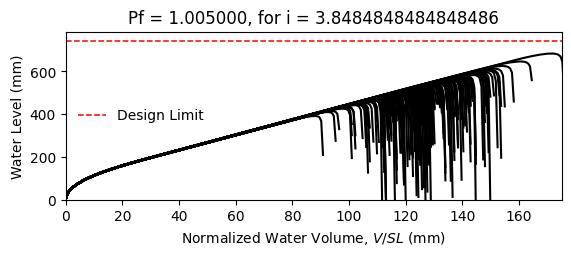 Pf = 1.005000, for i = 3.8484848484848486
Water Level (mm)
600
400
200
0
Design Limit
0 20 40 60 80 100 120 140 160
Normalized Water Volume, V/SL (mm)